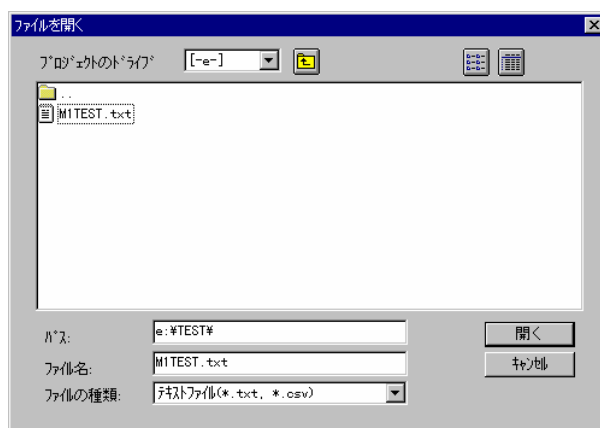 ファイルを開く
ﾌﾟﾛｼﾞｪｸﾄのﾄﾞﾗｲﾌﾞ [-e-]
..
M1TEST.txt
ﾊﾟｽ: e:¥TEST¥
開く
ﾌｧｲﾙ名: M1TEST.txt
ｷｬﾝｾﾙ
ﾌｧｲﾙの種類: ﾃｷｽﾄﾌｧｲﾙ(*.txt, *.csv)